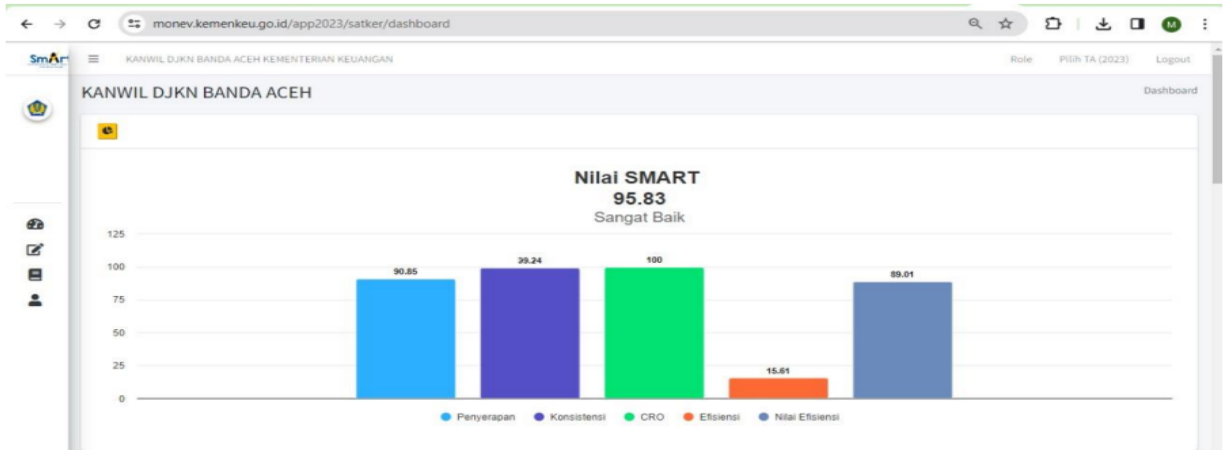 monev.kemenkeu.go.id/app2023/satker/dashboard
M
SmArt
KANWIL DJKN BANDA ACEH KEMENTERIAN KEUANGAN
Role
Pilih TA (2023)
Logout
KANWIL DJKN BANDA ACEH
Dashboard
Nilai SMART
95.83
Sangat Baik
125
100
75
50
25
0
90.85
39.24
100
15.61
89.01
Penyerapan
Konsistensi
CRO
Efisiensi
Nilai Efisiensi